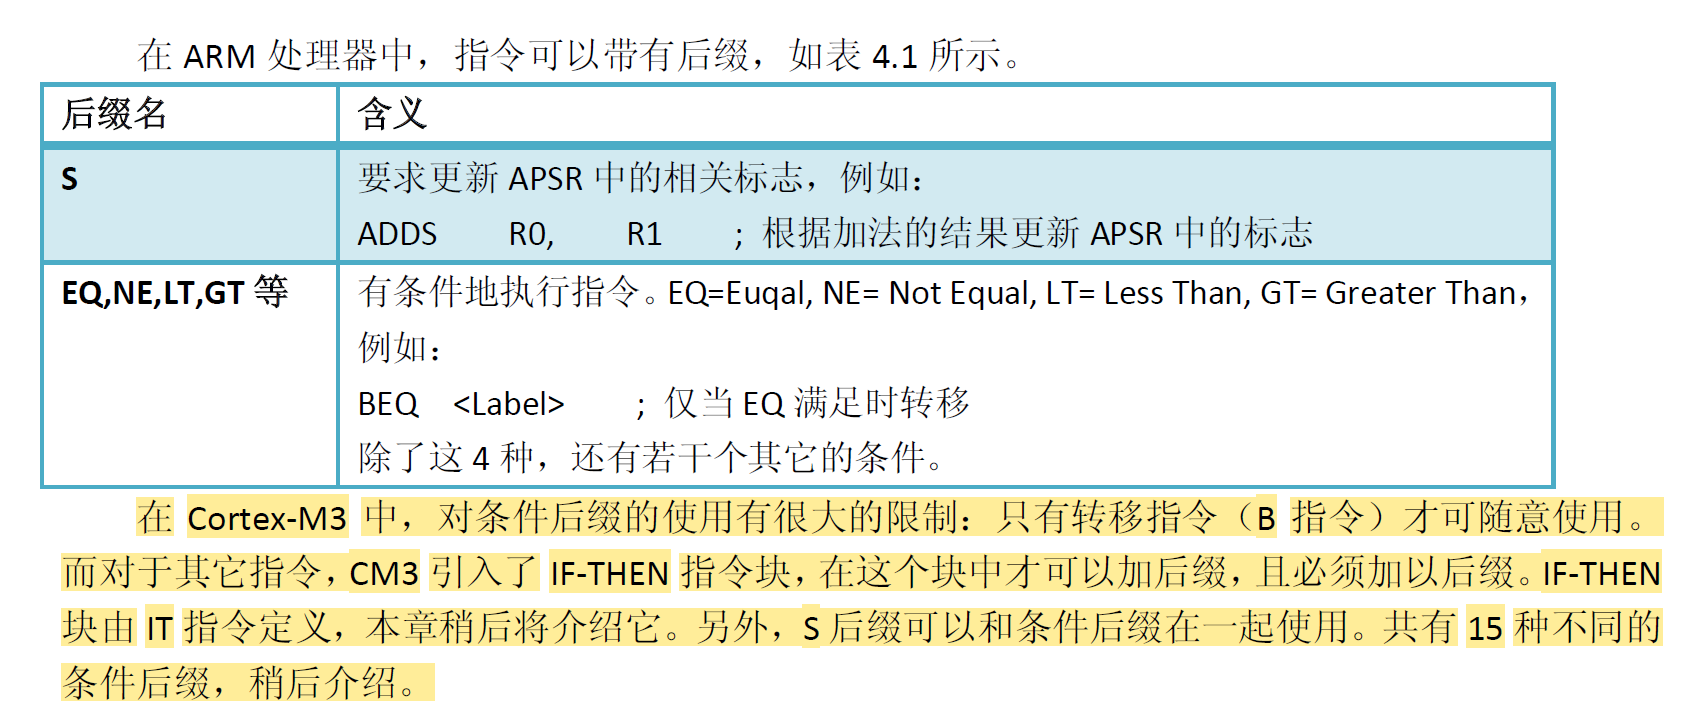 在 ARM 处理器中，指令可以带有后缀，如表 4.1 所示。
后缀名 含义
S 要求更新 APSR 中的相关标志，例如：
ADDS R0, R1 ; 根据加法的结果更新 APSR 中的标志
EQ,NE,LT,GT 等 有条件地执行指令。EQ=Euqal, NE= Not Equal, LT= Less Than, GT= Greater Than，
例如：
BEQ <Label> ; 仅当 EQ 满足时转移
除了这 4 种，还有若干个其它的条件。
在 Cortex-M3 中，对条件后缀的使用有很大的限制：只有转移指令（B 指令）才可随意使用。
而对于其它指令，CM3 引入了 IF-THEN 指令块，在这个块中才可以加后缀，且必须加以后缀。IF-THEN
块由 IT 指令定义，本章稍后将介绍它。另外，S 后缀可以和条件后缀在一起使用。共有 15 种不同的
条件后缀，稍后介绍。